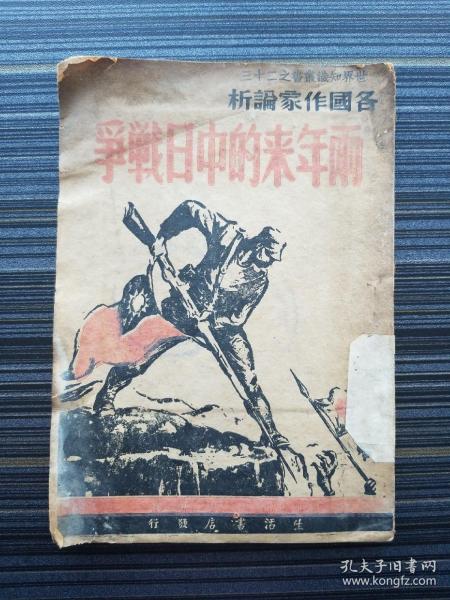 世界知識叢書之二十三
各國作家論析
兩年来的中日戰爭
生活書店發行
孔夫子旧书网
www.kongfz.com